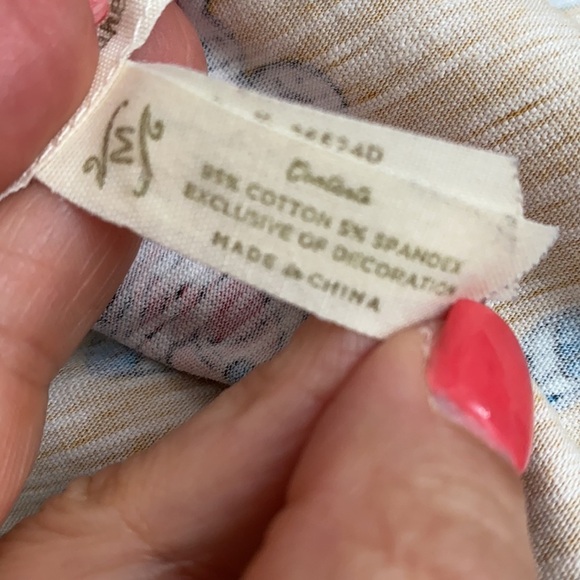 M
Contents
95% COTTON 5% SPANDEX
EXCLUSIVE OF DECORATION
MADE in CHINA